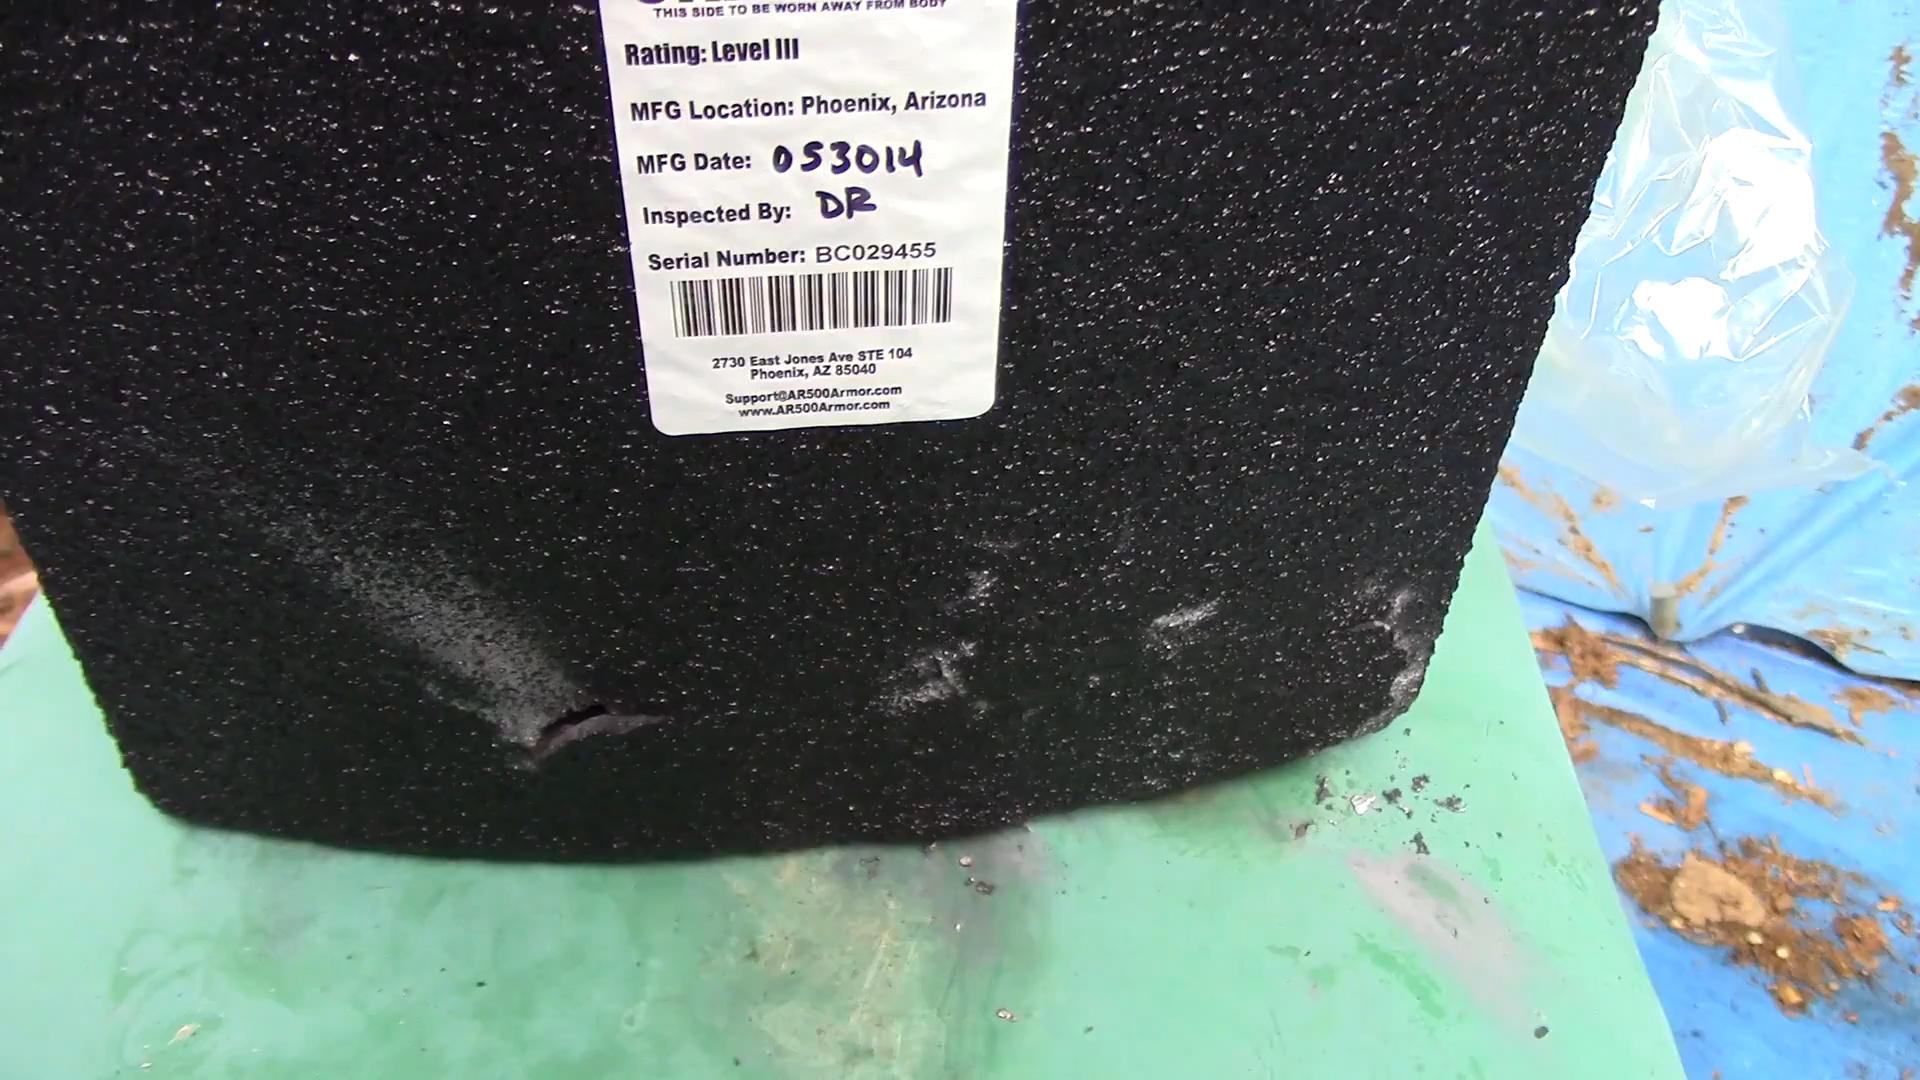 THIS SIDE TO BE WORN AWAY FROM BODY
Rating: Level III
MFG Location: Phoenix, Arizona
MFG Date: 053014
Inspected By: DR
Serial Number: BC029455
2730 East Jones Ave STE 104
Phoenix, AZ 85040
Support@AR500Armor.com
www.AR500Armor.com